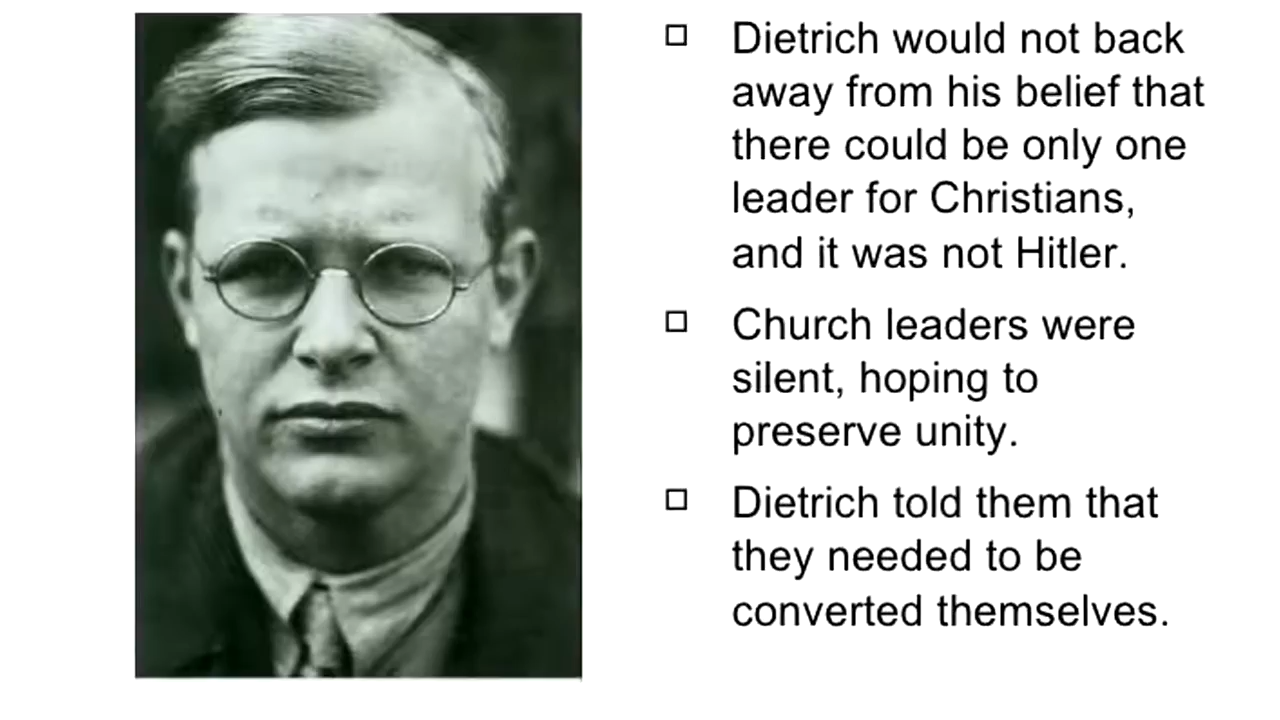 Dietrich would not back
away from his belief that
there could be only one
leader for Christians,
and it was not Hitler.
Church leaders were
silent, hoping to
preserve unity.
Dietrich told them that
they needed to be
converted themselves.